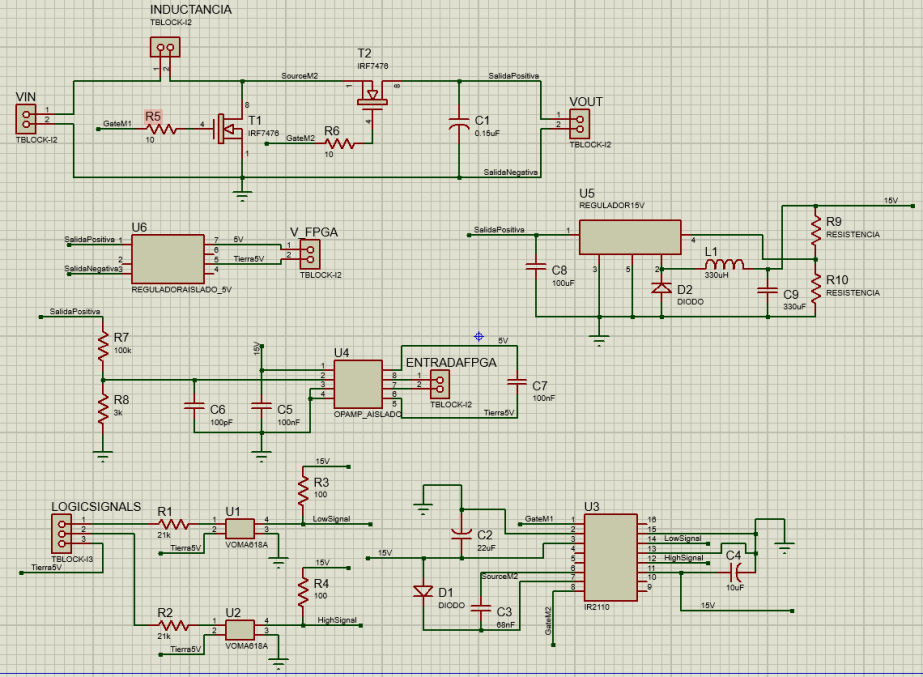 INDUCTANCIA
TBLOCK-I2
1
2
T2
IRF7476
SourceM2
1
8
SalidaPositiva
4
VIN
1
2
TBLOCK-I2
GateM1
R5
10
4
8
T1
IRF7476
1
GateM2
R6
10
C1
0.15uF
VOUT
1
2
TBLOCK-I2
SalidaNegativa
U6
SalidaPositiva
1
2
SalidaNegativa
3
7
6
5
4
REGULADORAISLADO_5V
5V
Tierra5V
V_FPGA
1
2
TBLOCK-I2
U5
REGULADOR15V
SalidaPositiva
1
4
3
5
2
C8
100uF
L1
330uH
D2
DIODO
C9
330uF
15V
R9
RESISTENCIA
R10
RESISTENCIA
SalidaPositiva
R7
100k
R8
3k
C6
100pF
15V
C5
100nF
U4
1
2
3
4
8
7
6
5
OPAMP_AISLADO
5V
ENTRADAFPGA
1
2
TBLOCK-I2
Tierra5V
C7
100nF
LOGICSIGNALS
1
2
3
TBLOCK-I3
Tierra5V
R1
21k
Tierra5V
U1
1
2
4
3
VOMA618A
15V
R3
100
LowSignal
15V
R4
100
R2
21k
Tierra5V
U2
1
2
4
3
VOMA618A
HighSignal
C2
22uF
15V
D1
DIODO
SourceM2
C3
68nF
GateM1
GateM2
U3
1
2
3
4
5
6
7
8
16
15
14
13
12
11
10
9
IR2110
LowSignal
HighSignal
C4
10uF
15V